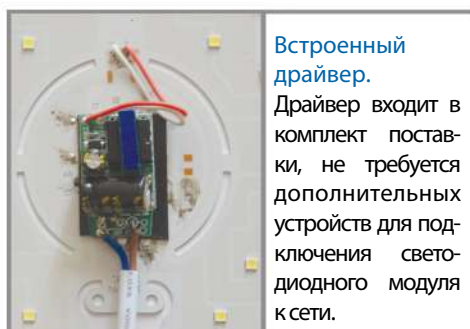 Встроенный
драйвер.
Драйвер входит в
комплект постав-
ки, не требуется
дополнительных
устройств для под-
ключения свето-
диодного модуля
к сети.